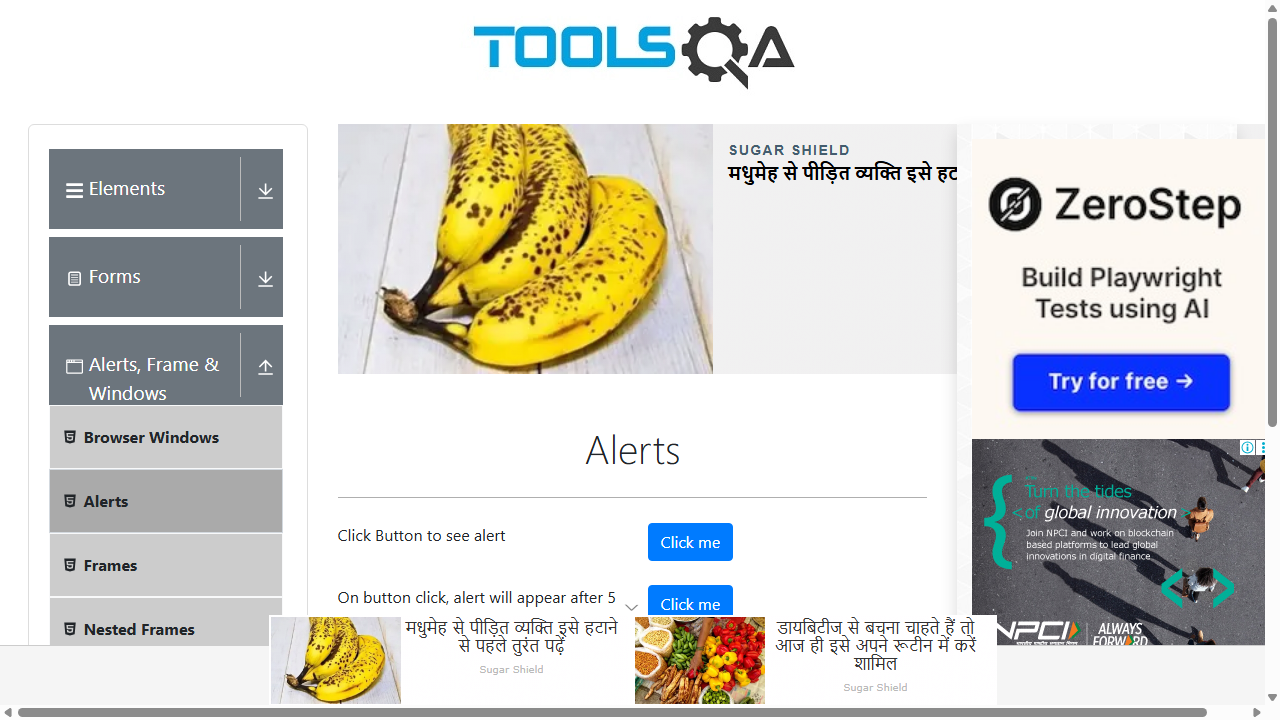 TOOLSQA
Elements
Forms
Alerts, Frame &
Windows
Browser Windows
Alerts
Frames
Nested Frames
SUGAR SHIELD
मधुमेह से पीड़ित व्यक्ति इसे हट
Alerts
Click Button to see alert
Click me
On button click, alert will appear after 5
Click me
ZeroStep
Build Playwright
Tests using AI
Try for free →
Turn the tides
of global innovation
Join NPCI and work on blockchain
based platforms to lead global
innovations in digital finance
NPCI
ALWAYS
FORWARD
मधुमेह से पीड़ित व्यक्ति इसे हटाने
से पहले तुरंत पढ़ें
Sugar Shield
डायबिटीज से बचना चाहते हैं तो
आज ही इसे अपने रूटीन में करें
शामिल
Sugar Shield